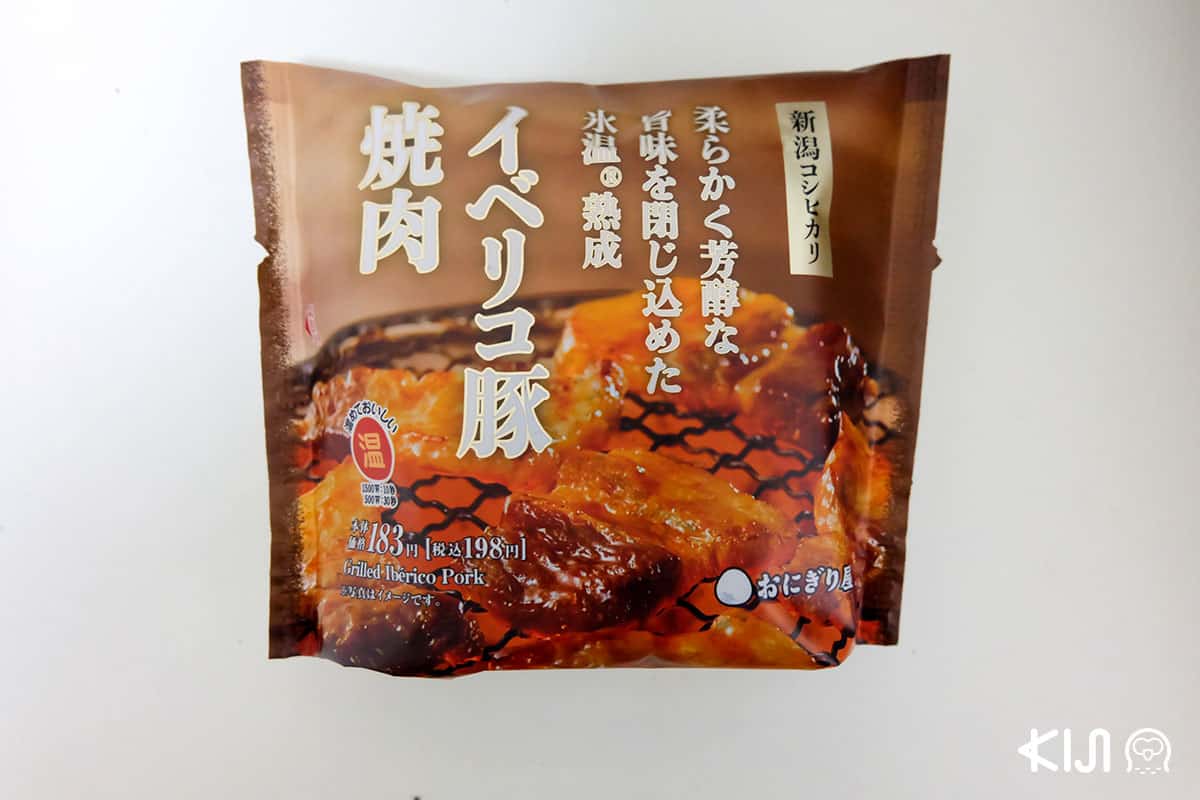 新潟コシヒカリ
柔らかく芳醇な、
旨味を閉じ込めた
氷温®熟成
イベリコ豚
焼肉
温めておいしい
温
1500W:10秒
500W:30秒
本体
価格183円[税込198円]
Grilled Ibérico Pork
※写真はイメージです。
おにぎり屋
KIJI